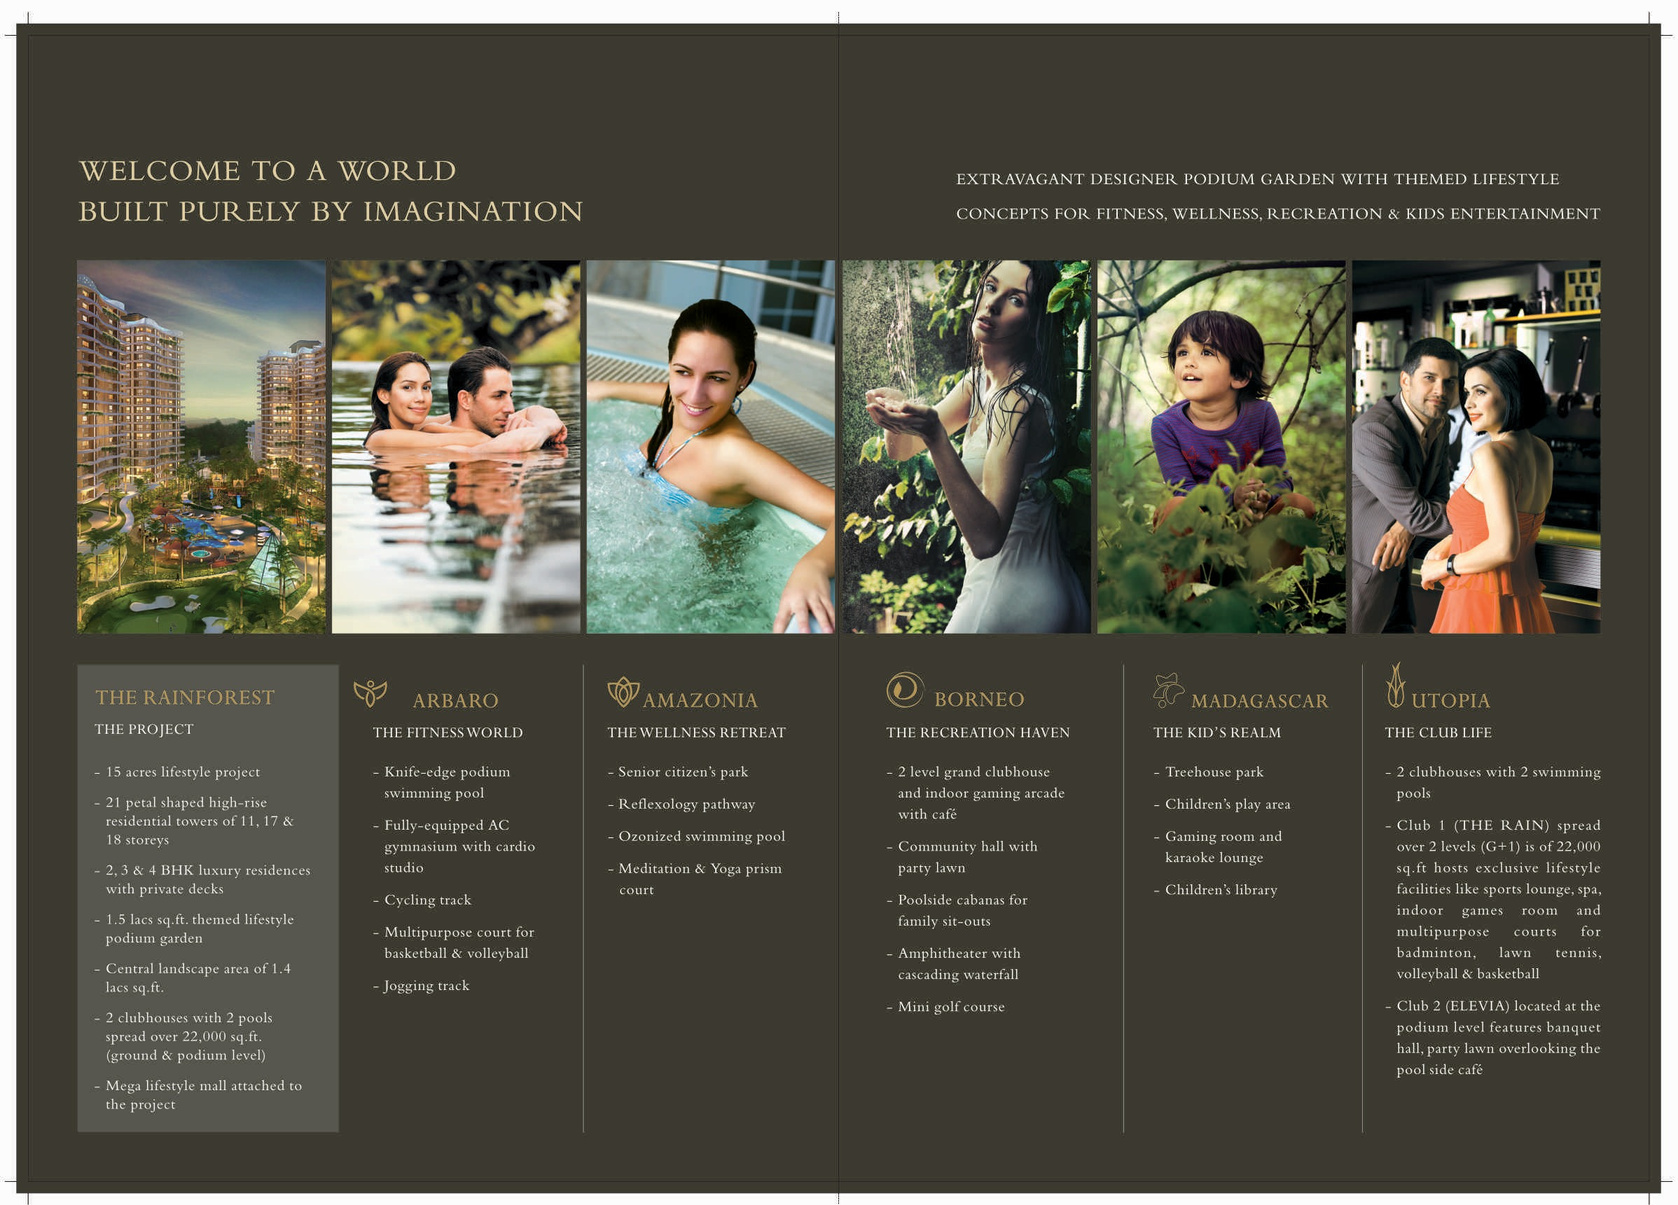 WELCOME TO A WORLD
BUILT PURELY BY IMAGINATION
EXTRAVAGANT DESIGNER PODIUM GARDEN WITH THEMED LIFESTYLE
CONCEPTS FOR FITNESS, WELLNESS, RECREATION & KIDS ENTERTAINMENT
THE RAINFOREST
THE PROJECT
- 15 acres lifestyle project
- 21 petal shaped high-rise
residential towers of 11, 17 &
18 storeys
- 2, 3 & 4 BHK luxury residences
with private decks
- 1.5 lacs sq.ft. themed lifestyle
podium garden
- Central landscape area of 1.4
lacs sq.ft.
- 2 clubhouses with 2 pools
spread over 22,000 sq.ft.
(ground & podium level)
- Mega lifestyle mall attached to
the project
ARBARO
THE FITNESS WORLD
- Knife-edge podium
swimming pool
- Fully-equipped AC
gymnasium with cardio
studio
- Cycling track
- Multipurpose court for
basketball & volleyball
- Jogging track
AMAZONIA
THE WELLNESS RETREAT
- Senior citizen's park
- Reflexology pathway
- Ozonized swimming pool
- Meditation & Yoga prism
court
BORNEO
THE RECREATION HAVEN
- 2 level grand clubhouse
and indoor gaming arcade
with café
- Community hall with
party lawn
- Poolside cabanas for
family sit-outs
- Amphitheater with
cascading waterfall
- Mini golf course
MADAGASCAR
THE KID'S REALM
- Treehouse park
- Children's play area
- Gaming room and
karaoke lounge
- Children's library
UTOPIA
THE CLUB LIFE
- 2 clubhouses with 2 swimming
pools
- Club 1 (THE RAIN) spread
over 2 levels (G+1) is of 22,000
sq.ft hosts exclusive lifestyle
facilities like sports lounge, spa,
indoor games room and
multipurpose courts for
badminton, lawn tennis,
volleyball & basketball
- Club 2 (ELEVIA) located at the
podium level features banquet
hall, party lawn overlooking the
pool side café